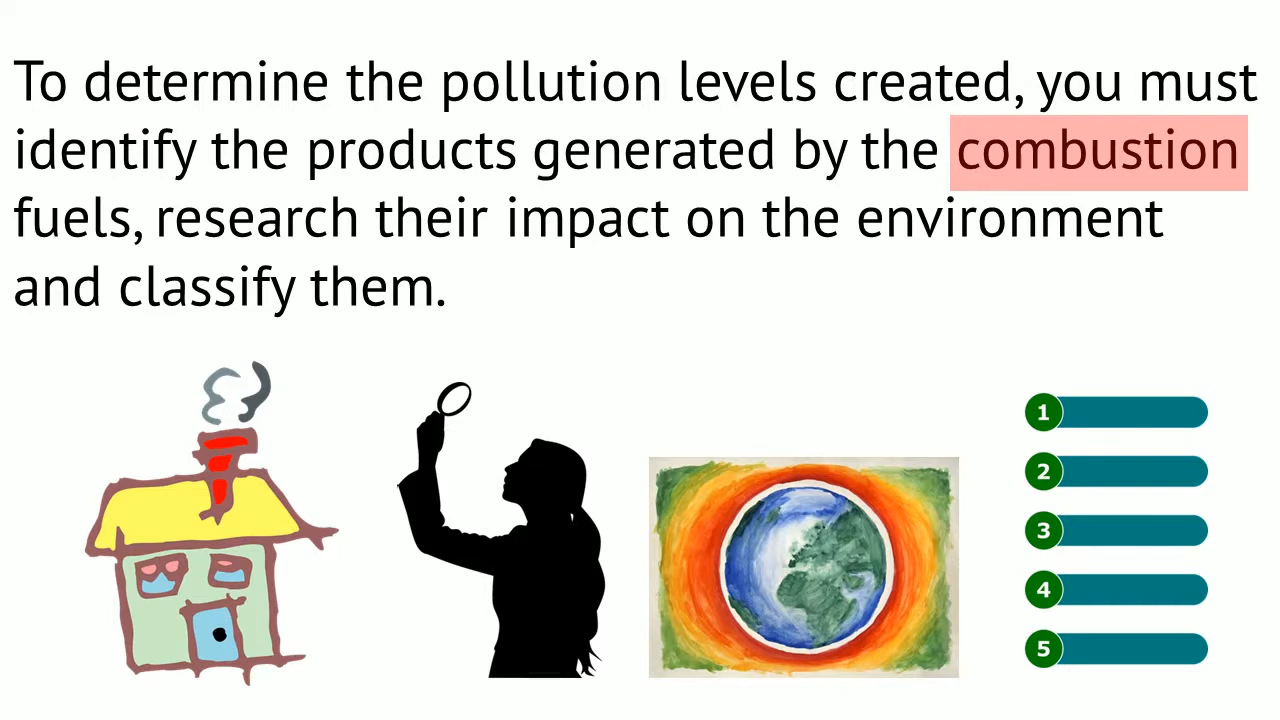 To determine the pollution levels created, you must
identify the products generated by the combustion
fuels, research their impact on the environment
and classify them.
1
2
3
4
5